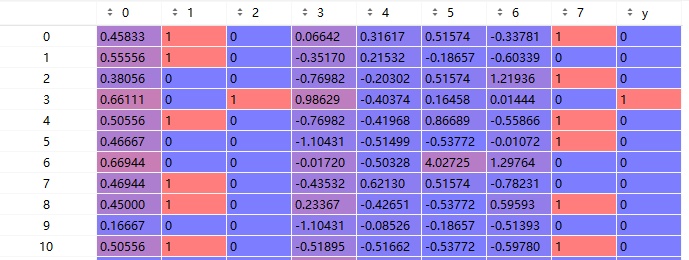 0 1 2 3 4 5 6 7 y
0 0.45833 1 0 0.06642 0.31617 0.51574 -0.33781 1 0
1 0.55556 1 0 -0.35170 0.21532 -0.18657 -0.60339 0 0
2 0.38056 0 0 -0.76982 -0.20302 0.51574 1.21936 1 0
3 0.66111 0 1 0.98629 -0.40374 0.16458 0.01444 0 1
4 0.50556 1 0 -0.76982 -0.41968 0.86689 -0.55866 1 0
5 0.46667 0 0 -1.10431 -0.51499 -0.53772 -0.01072 1 0
6 0.66944 0 0 -0.01720 -0.50328 4.02725 1.29764 0 0
7 0.46944 1 0 -0.43532 0.62130 0.51574 -0.78231 0 0
8 0.45000 1 0 0.23367 -0.42651 -0.53772 0.59593 1 0
9 0.16667 0 0 -1.10431 -0.08526 -0.18657 -0.51393 0 0
10 0.50556 1 0 -0.51895 -0.51662 -0.53772 -0.59780 1 0